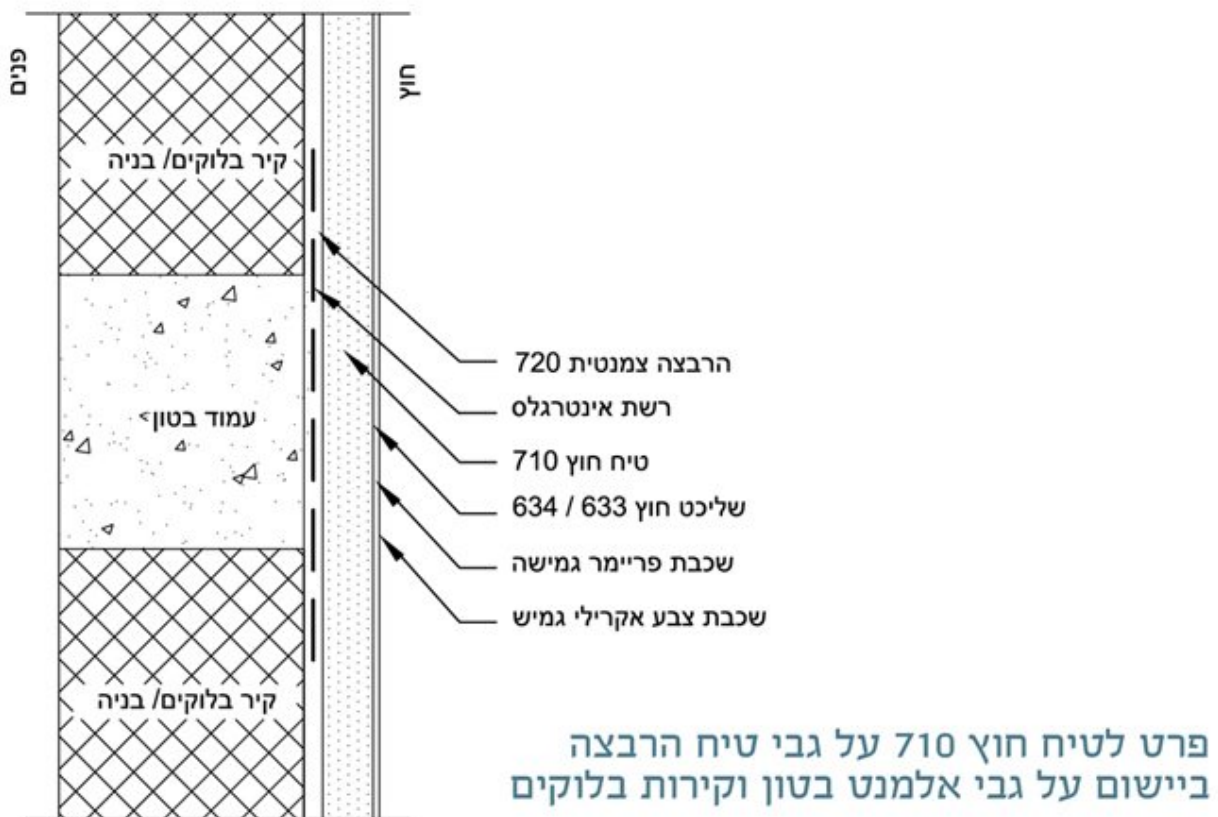 פנים
חוץ
קיר בלוקים/ בניה
עמוד בטון
קיר בלוקים/ בניה
הרבצה צמנטית 720
רשת אינטרגלס
טיח חוץ 710
שליכט חוץ 633 / 634
שכבת פריימר גמישה
שכבת צבע אקרילי גמיש
פרט לטיח חוץ 710 על גבי טיח הרבצה
ביישום על גבי אלמנט בטון וקירות בלוקים